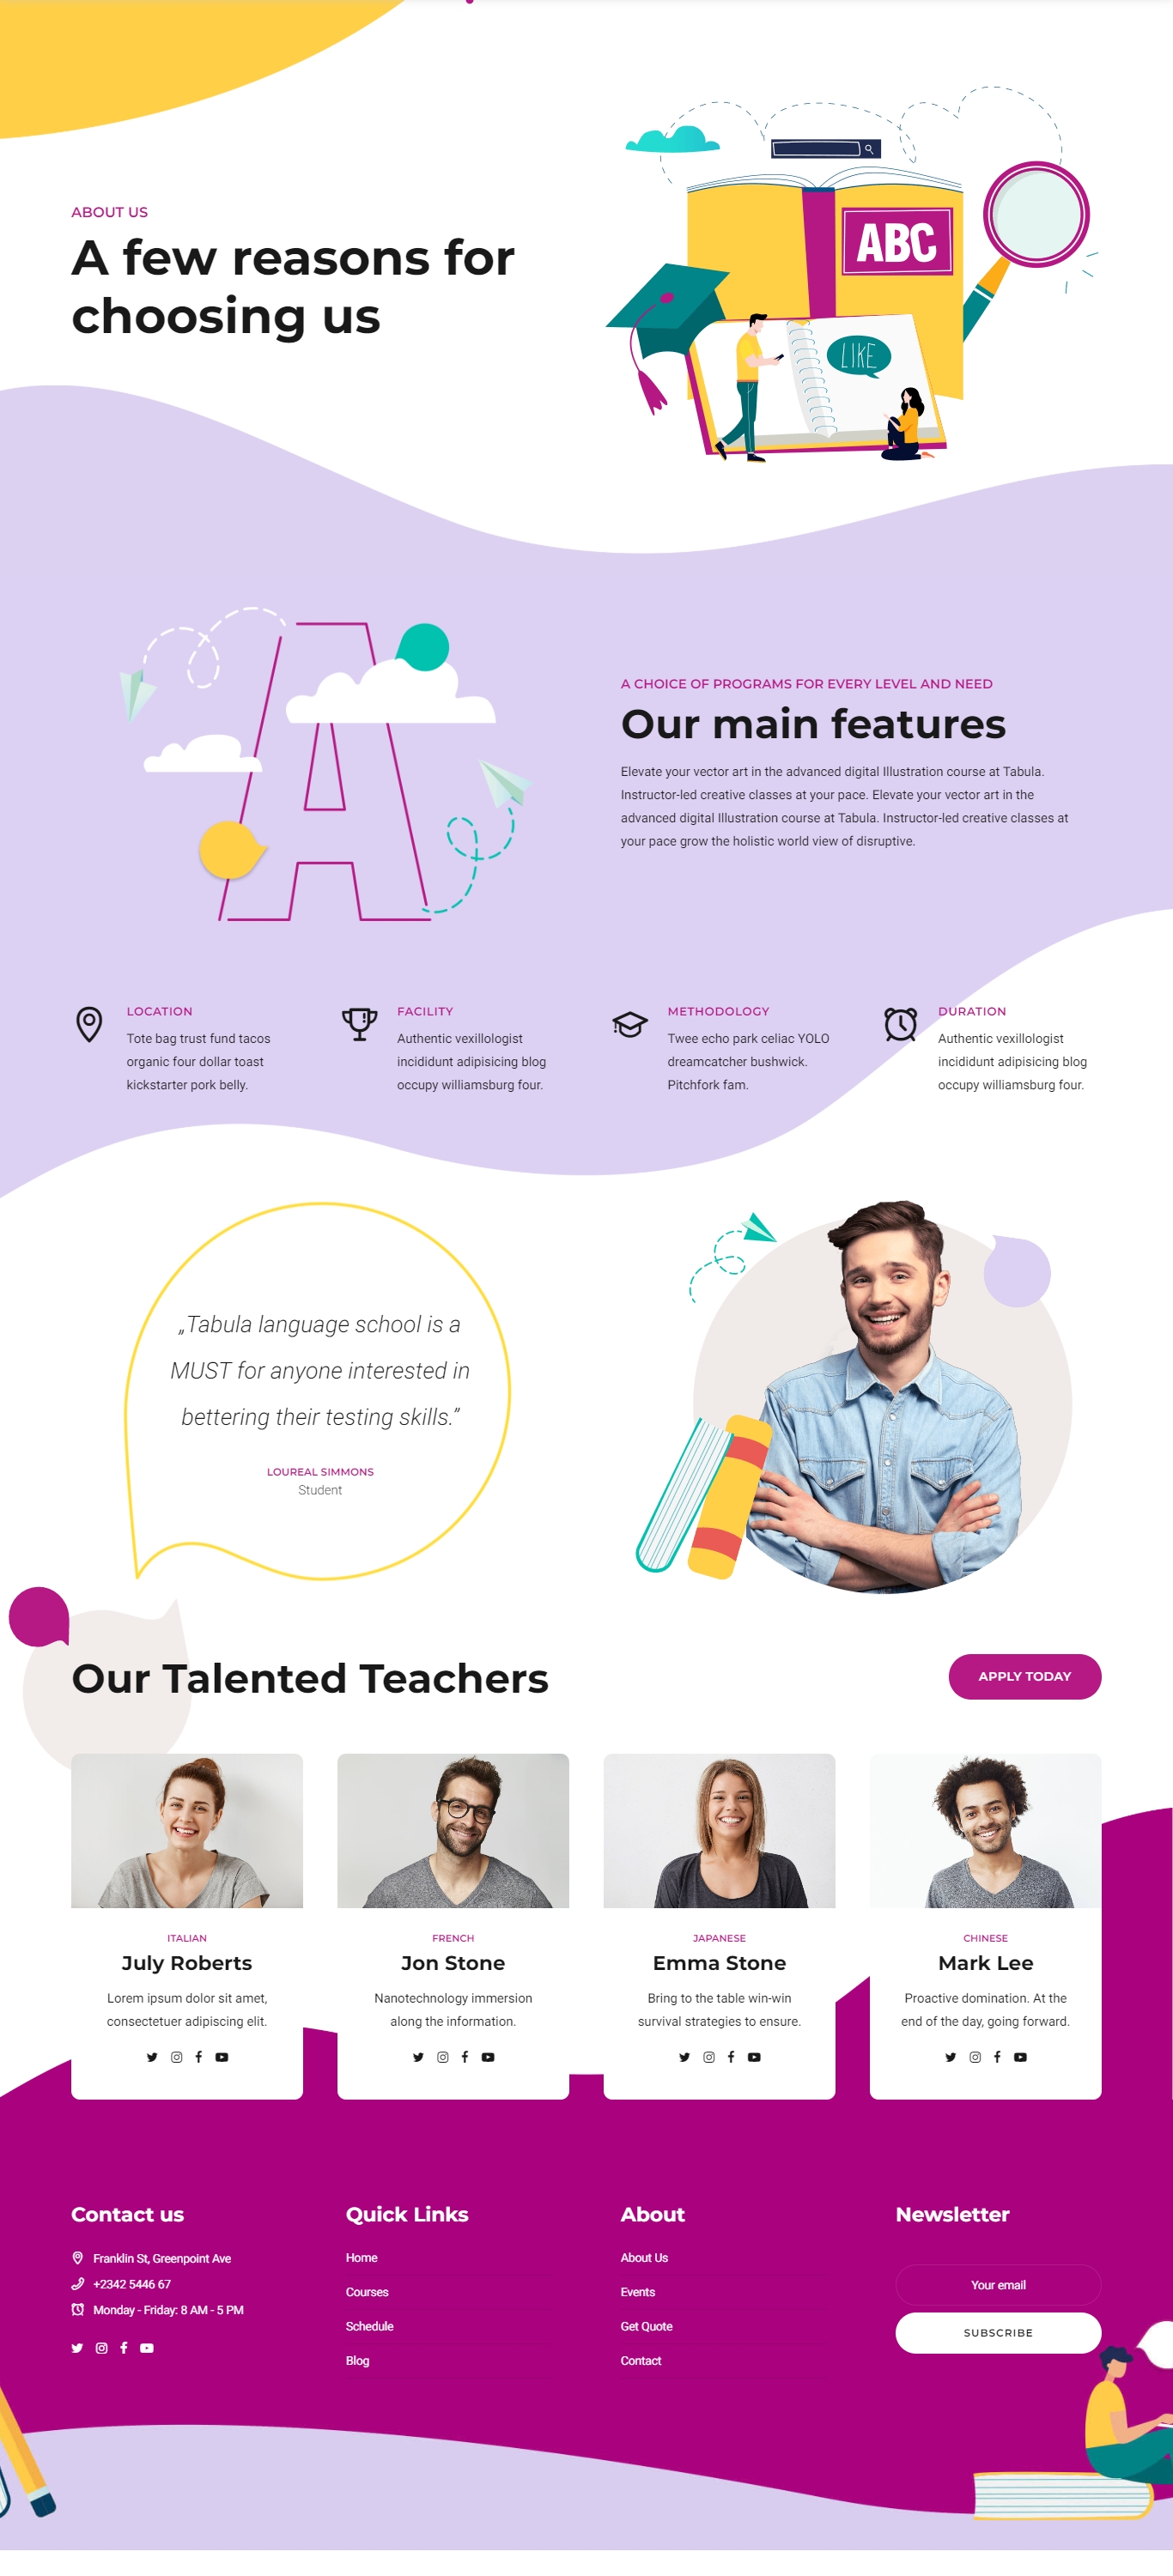 ABOUT US
A few reasons for
choosing us
ABC
LIKE
A CHOICE OF PROGRAMS FOR EVERY LEVEL AND NEED
Our main features
Elevate your vector art in the advanced digital Illustration course at Tabula.
Instructor-led creative classes at your pace. Elevate your vector art in the
advanced digital Illustration course at Tabula. Instructor-led creative classes at
your pace grow the holistic world view of disruptive.
LOCATION
Tote bag trust fund tacos
organic four dollar toast
kickstarter pork belly.
FACILITY
Authentic vexillologist
incididunt adipisicing blog
occupy williamsburg four.
METHODOLOGY
Twee echo park celiac YOLO
dreamcatcher bushwick.
Pitchfork fam.
DURATION
Authentic vexillologist
incididunt adipisicing blog
occupy williamsburg four.
„Tabula language school is a
MUST for anyone interested in
bettering their testing skills.”
LOUREAL SIMMONS
Student
Our Talented Teachers
APPLY TODAY
ITALIAN
July Roberts
Lorem ipsum dolor sit amet,
consectetuer adipiscing elit.
FRENCH
Jon Stone
Nanotechnology immersion
along the information.
JAPANESE
Emma Stone
Bring to the table win-win
survival strategies to ensure.
CHINESE
Mark Lee
Proactive domination. At the
end of the day, going forward.
Contact us
Franklin St, Greenpoint Ave
+2342 5446 67
Monday - Friday: 8 AM - 5 PM
Quick Links
Home
Courses
Schedule
Blog
About
About Us
Events
Get Quote
Contact
Newsletter
Your email
SUBSCRIBE